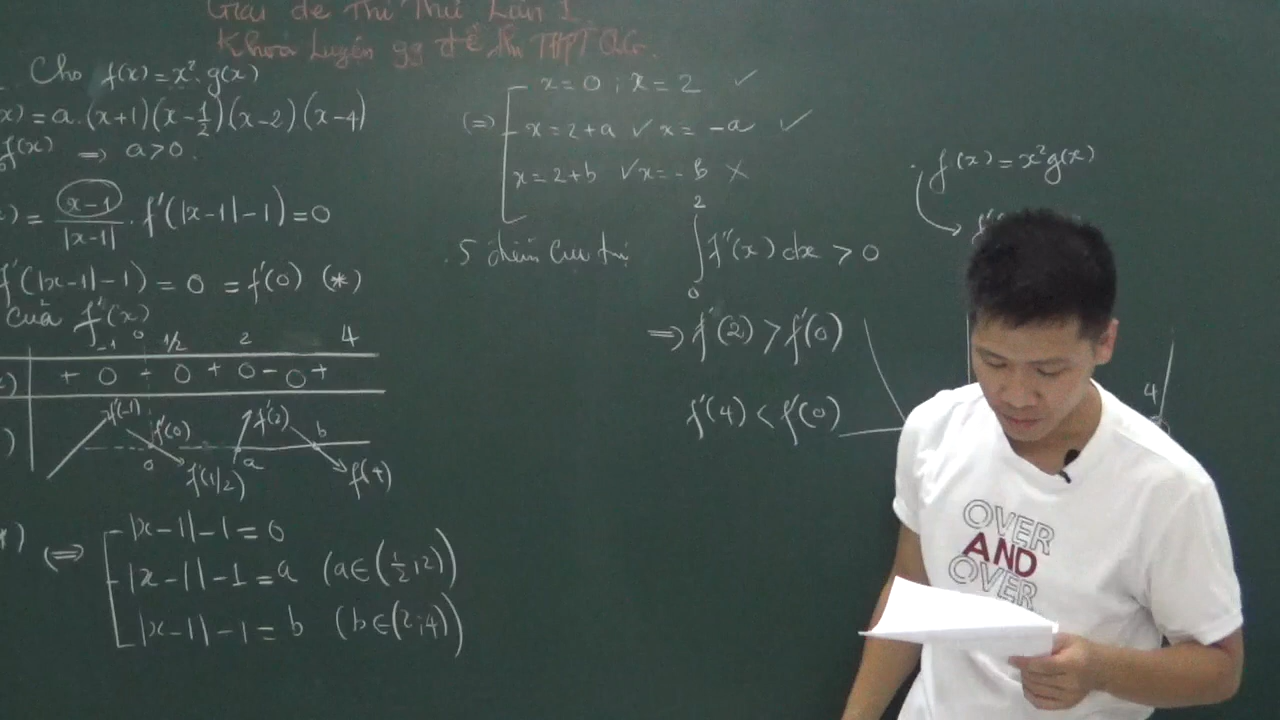 Giải đề Thi Thử Lần 1
Khoá Luyện gg đề Ôn THPT QG.
Cho f(x) = x². g(x)
x) = a.(x+1)(x-1/2)(x-2)(x-4)
f(x) ⇒ a>0.
x) = x-1/|x-1| . f'(|x-1|-1) = 0
f'(|x-1|-1) = 0 = f'(0) (*)
của f''(x)
-1 0 1/2 2 4
) + 0 - 0 + 0 - 0 +
f'(-1) f'(0) f'(2) b
) 0 f'(1/2) a f'(4)
*) ⇔ |x-1|-1 = 0
|x-1|-1 = a (a∈(1/2;2))
|x-1|-1 = b (b∈(2;4))
x=0; x=2 ✓
(=) x=2+a ✓ x= -a ✓
x=2+b ✓ x= -b ×
. 5 điểm cực trị
∫₀² f''(x) dx > 0
⇒ f'(2) > f'(0)
f'(4) < f'(0)
. f(x) = x²g(x)
4
OVER
AND
OVER